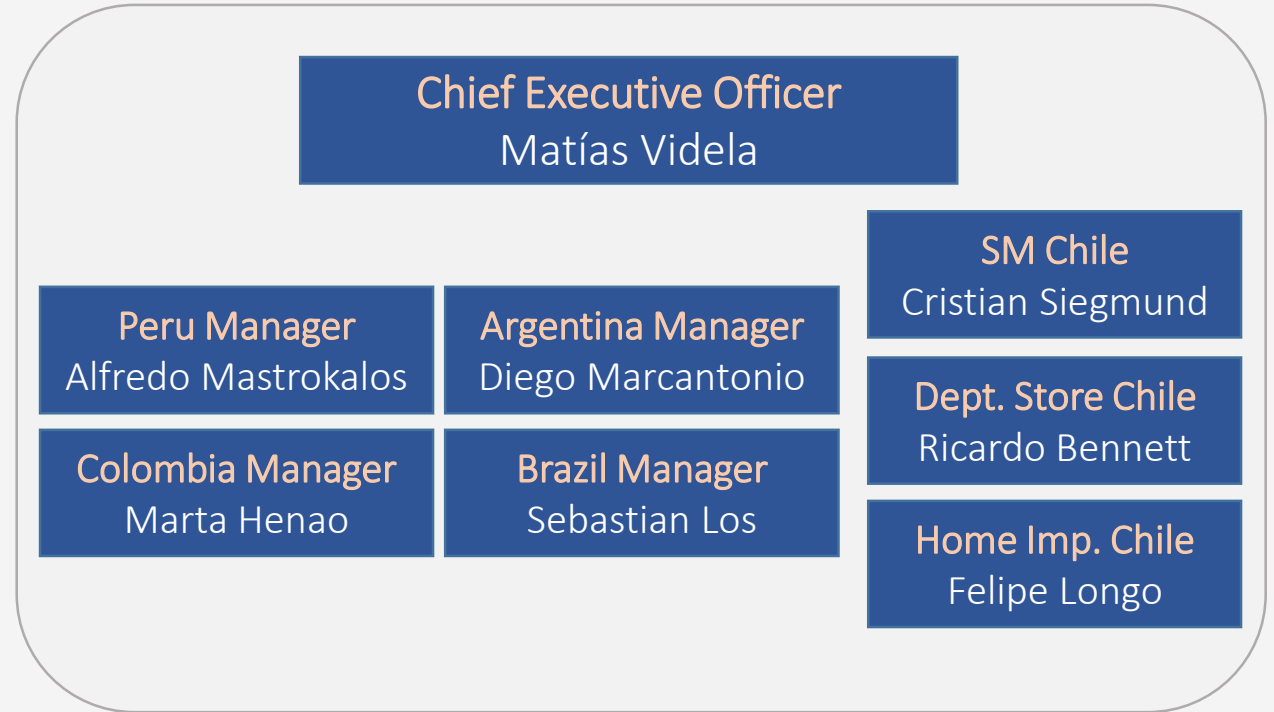 Chief Executive Officer
Matías Videla
Peru Manager
Alfredo Mastrokalos
Argentina Manager
Diego Marcantonio
Colombia Manager
Marta Henao
Brazil Manager
Sebastian Los
SM Chile
Cristian Siegmund
Dept. Store Chile
Ricardo Bennett
Home Imp. Chile
Felipe Longo